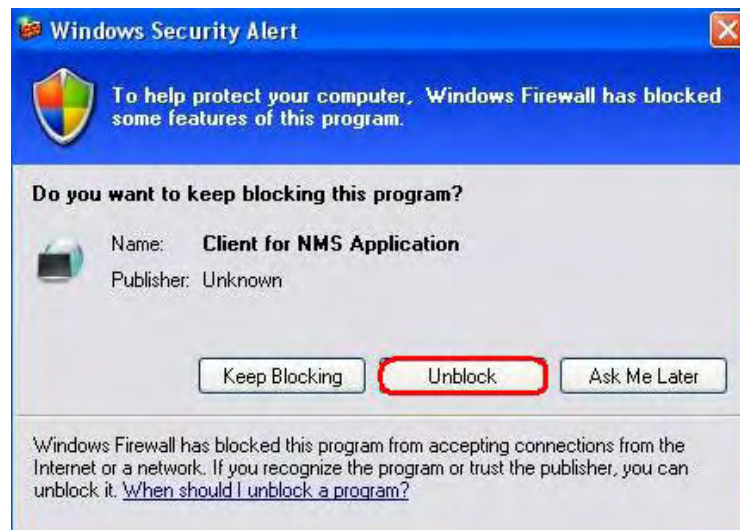 Windows Security Alert
To help protect your computer, Windows Firewall has blocked
some features of this program.
Do you want to keep blocking this program?
Name: Client for NMS Application
Publisher: Unknown
Keep Blocking Unblock Ask Me Later
Windows Firewall has blocked this program from accepting connections from the
Internet or a network. If you recognize the program or trust the publisher, you can
unblock it. When should I unblock a program?